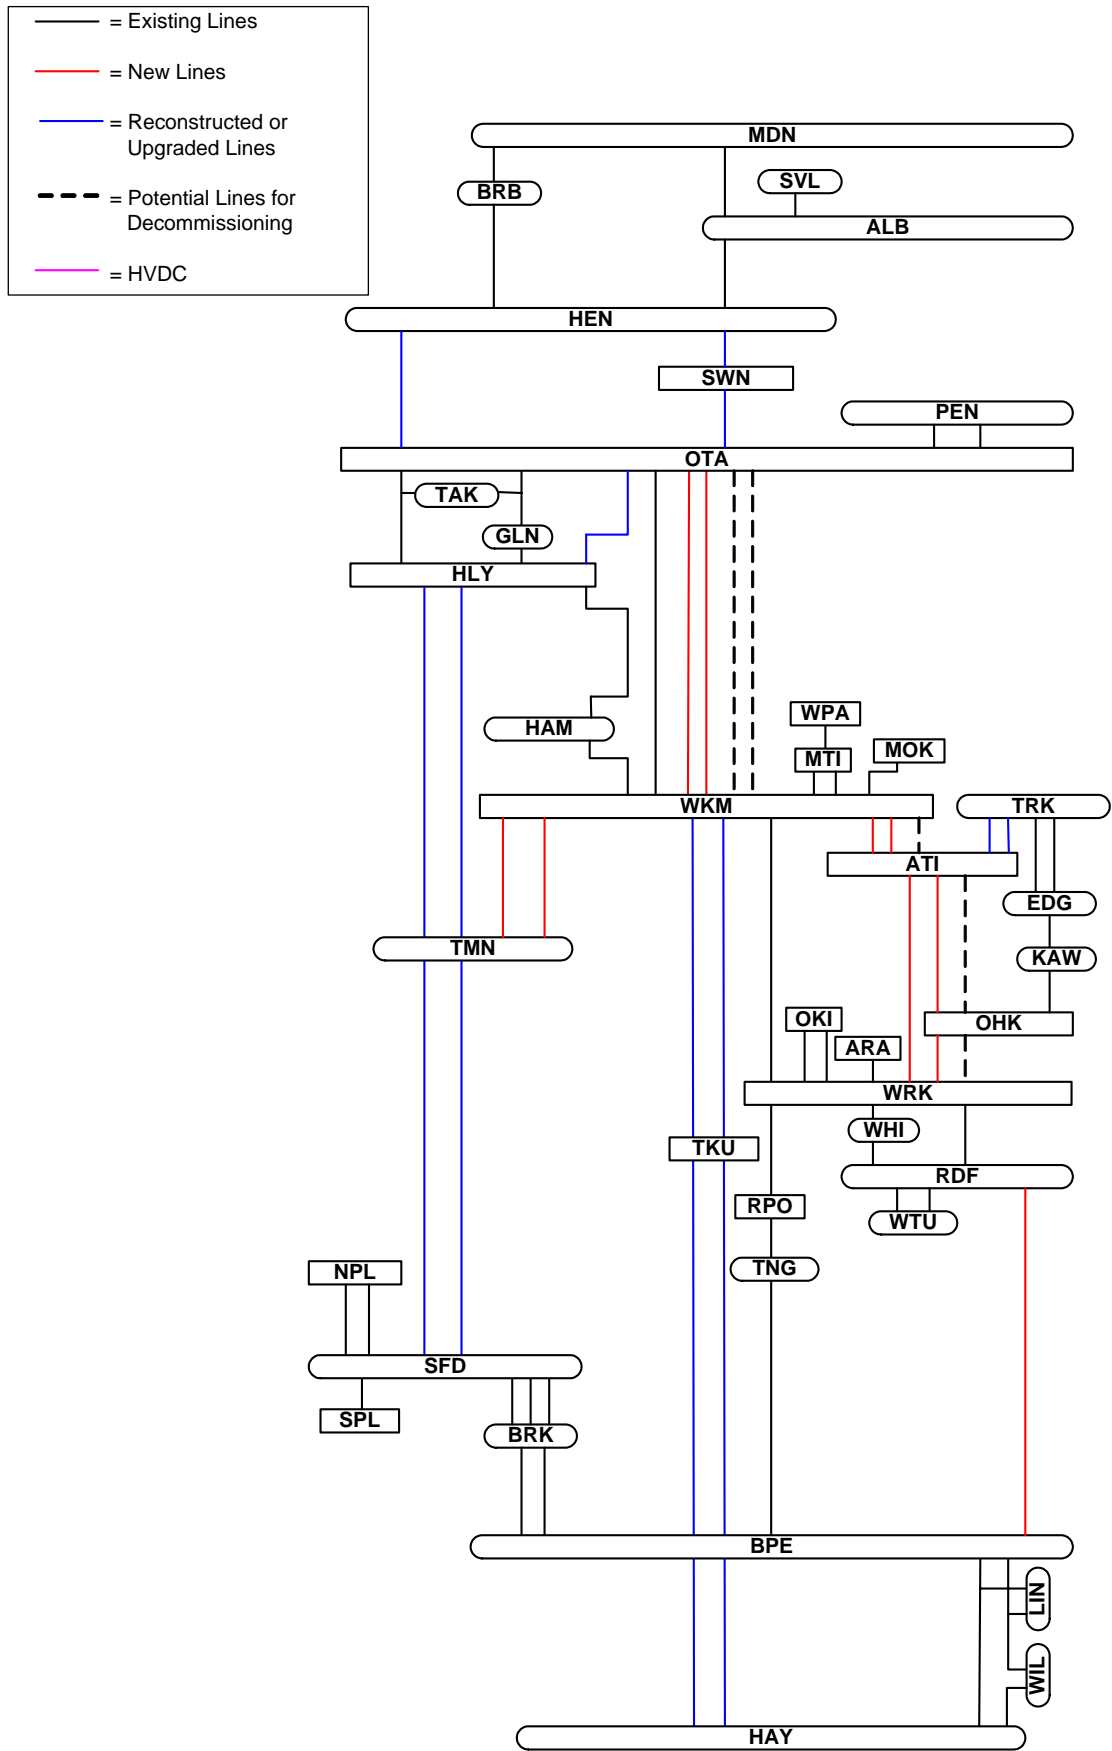 = Existing Lines
= New Lines
= Reconstructed or
Upgraded Lines
= Potential Lines for
Decommissioning
= HVDC
MDN
SVL
BRB
ALB
HEN
SWN
PEN
OTA
TAK
GLN
HLY
WPA
HAM
MOK
MTI
WKM
TRK
ATI
EDG
TMN
KAW
OKI
OHK
ARA
WRK
WHI
TKU
RDF
RPO
WTU
TNG
NPL
SFD
SPL
BRK
BPE
LIN
WIL
HAY